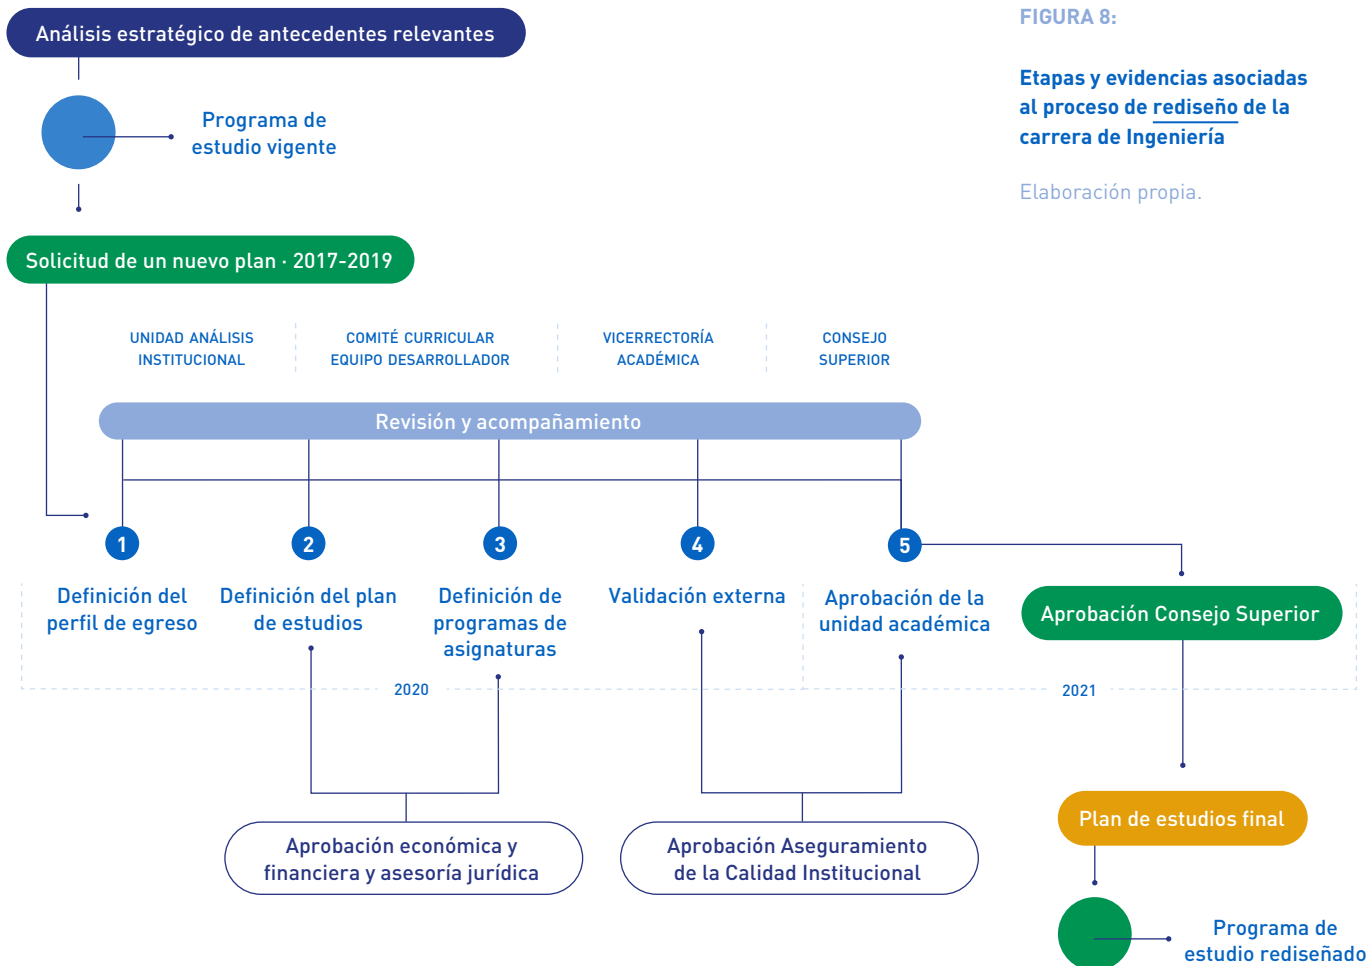 Análisis estratégico de antecedentes relevantes
FIGURA 8:
Etapas y evidencias asociadas
al proceso de rediseño de la
carrera de Ingeniería
Elaboración propia.
Programa de
estudio vigente
Solicitud de un nuevo plan · 2017-2019
UNIDAD ANÁLISIS
INSTITUCIONAL
COMITÉ CURRICULAR
EQUIPO DESARROLLADOR
VICERRECTORÍA
ACADÉMICA
CONSEJO
SUPERIOR
Revisión y acompañamiento
1
Definición del
perfil de egreso
2
Definición del plan
de estudios
3
Definición de
programas de
asignaturas
4
Validación externa
5
Aprobación de la
unidad académica
Aprobación Consejo Superior
2020
2021
Aprobación económica y
financiera y asesoría jurídica
Aprobación Aseguramiento
de la Calidad Institucional
Plan de estudios final
Programa de
estudio rediseñado